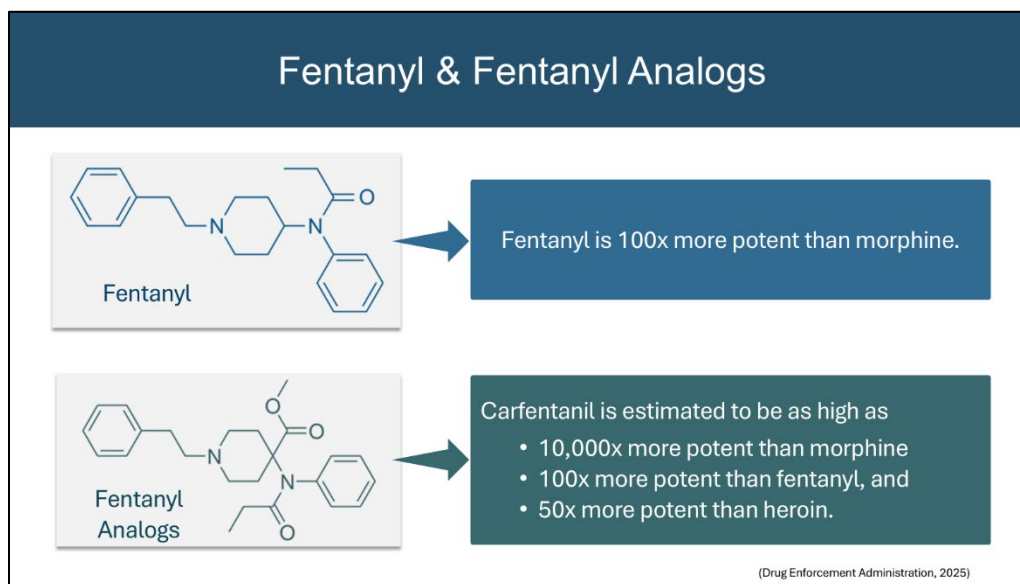 Fentanyl & Fentanyl Analogs
O
N
N
Fentanyl
Fentanyl is 100x more potent than morphine.
O
O
N
N
O
Fentanyl
Analogs
Carfentanil is estimated to be as high as
• 10,000x more potent than morphine
• 100x more potent than fentanyl, and
• 50x more potent than heroin.
(Drug Enforcement Administration, 2025)